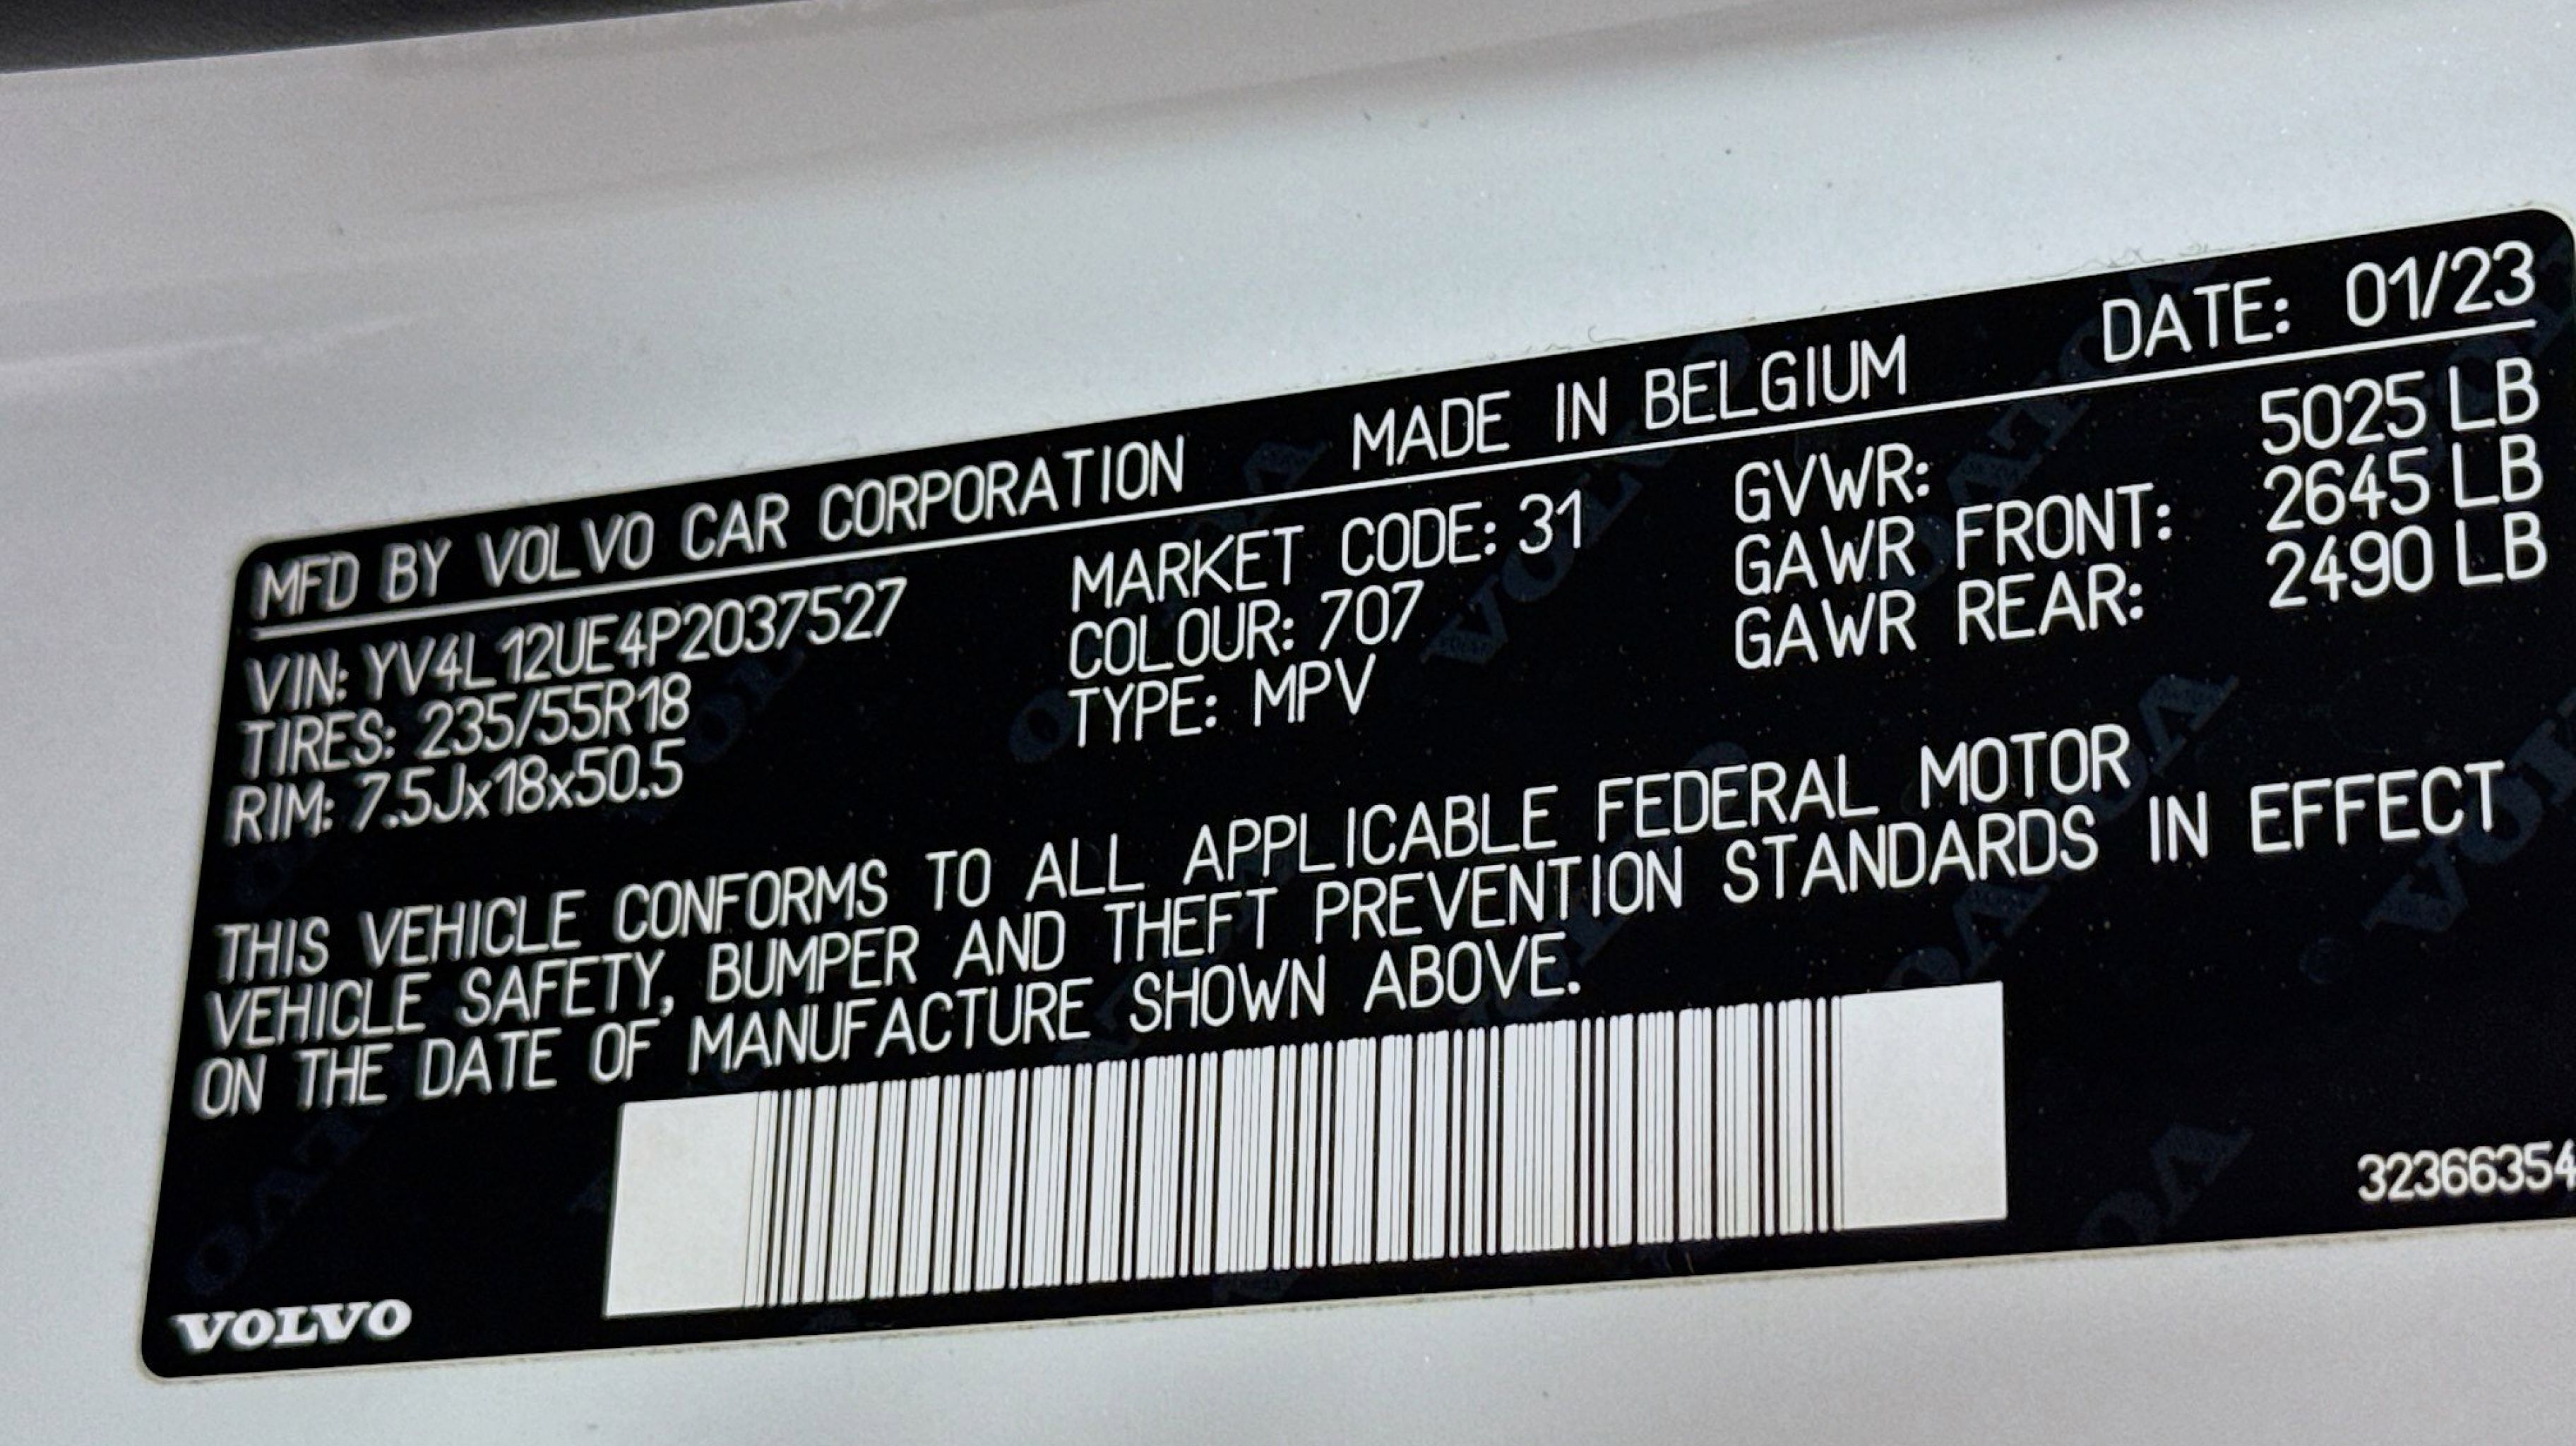 MFD BY VOLVO CAR CORPORATION MADE IN BELGIUM DATE: 01/23
VIN: YV4L12UE4P2037527 MARKET CODE: 31 GVWR: 5025 LB
TIRES: 235/55R18 COLOUR: 707 GAWR FRONT: 2645 LB
RIM: 7.5Jx18x50.5 TYPE: MPV GAWR REAR: 2490 LB
THIS VEHICLE CONFORMS TO ALL APPLICABLE FEDERAL MOTOR
VEHICLE SAFETY, BUMPER AND THEFT PREVENTION STANDARDS IN EFFECT
ON THE DATE OF MANUFACTURE SHOWN ABOVE.
32366354
VOLVO